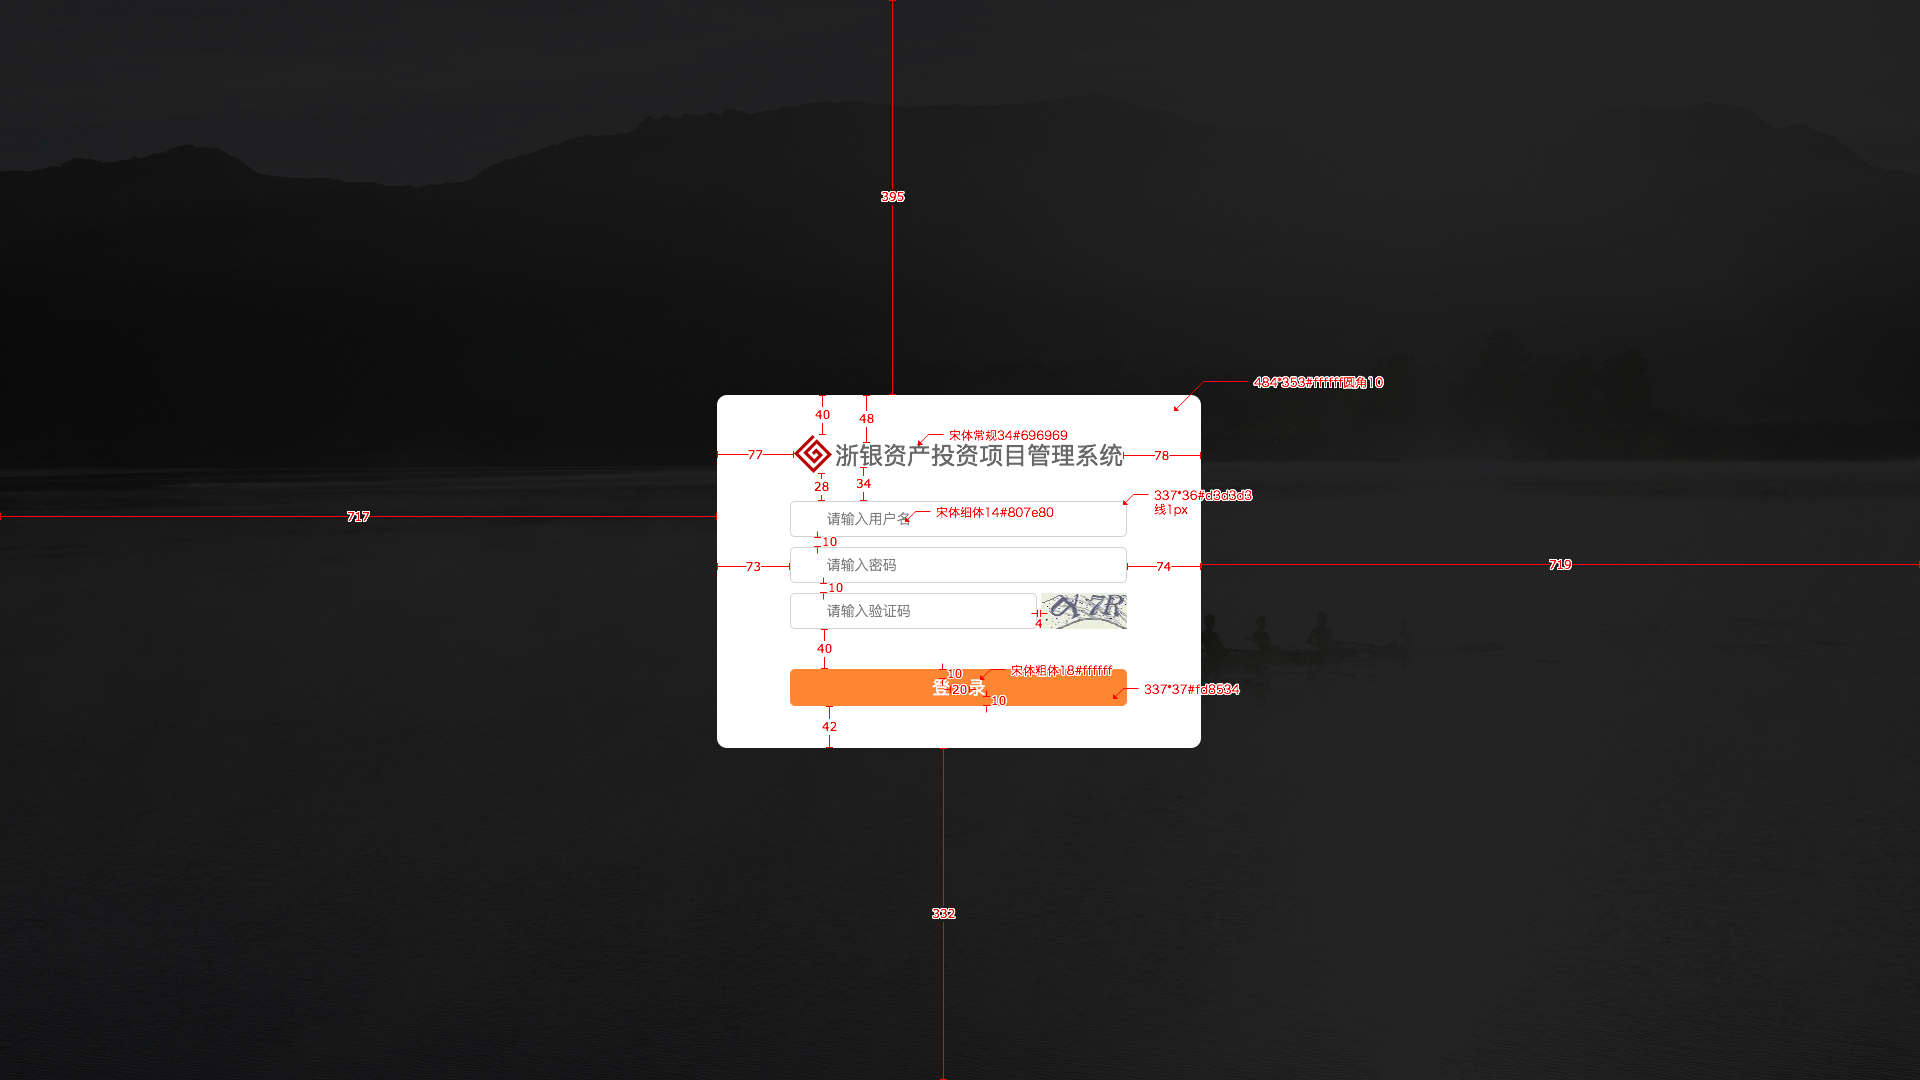 395
484*353#ffffff圆角10
40
48
宋体常规34#696969
77
浙银资产投资项目管理系统
78
28
34
337*36#d3d3d3
线1px
717
请输入用户名
宋体细体14#807e80
10
73
请输入密码
74
719
10
请输入验证码
4
7R
40
10
宋体粗体18#ffffff
登 录
20
337*37#fd8534
10
42
332